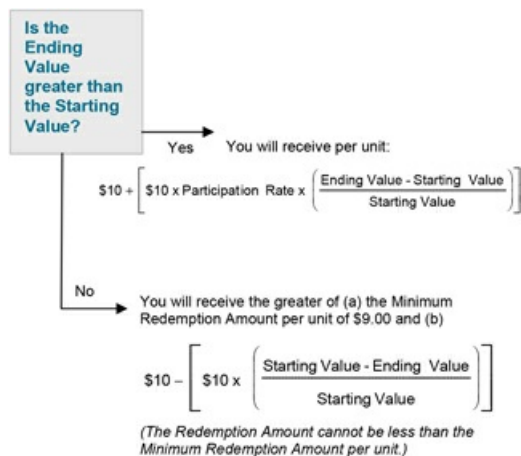 Is the
Ending
Value
greater than
the Starting
Value?
Yes
You will receive per unit:
$10 + [ $10 x Participation Rate x ( Ending Value - Starting Value
Starting Value ) ]
No
You will receive the greater of (a) the Minimum
Redemption Amount per unit of $9.00 and (b)
$10 – [ $10 x ( Starting Value - Ending Value
Starting Value ) ]
(The Redemption Amount cannot be less than the
Minimum Redemption Amount per unit.)